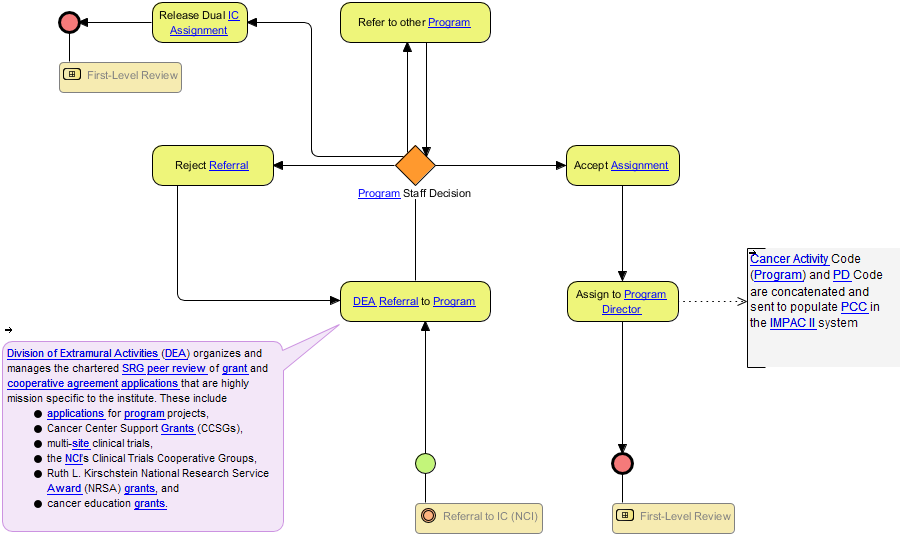 Release Dual IC
Assignment
Refer to other Program
First-Level Review
Reject Referral
Accept Assignment
Program Staff Decision
Cancer Activity Code
(Program) and PD Code
are concatenated and
sent to populate PCC in
the IMPAC II system
DEA Referral to Program
Assign to Program
Director
Division of Extramural Activities (DEA) organizes and
manages the chartered SRG peer review of grant and
cooperative agreement applications that are highly
mission specific to the institute. These include
● applications for program projects,
● Cancer Center Support Grants (CCSGs),
● multi-site clinical trials,
● the NCI's Clinical Trials Cooperative Groups,
● Ruth L. Kirschstein National Research Service
Award (NRSA) grants, and
● cancer education grants.
Referral to IC (NCI)
First-Level Review